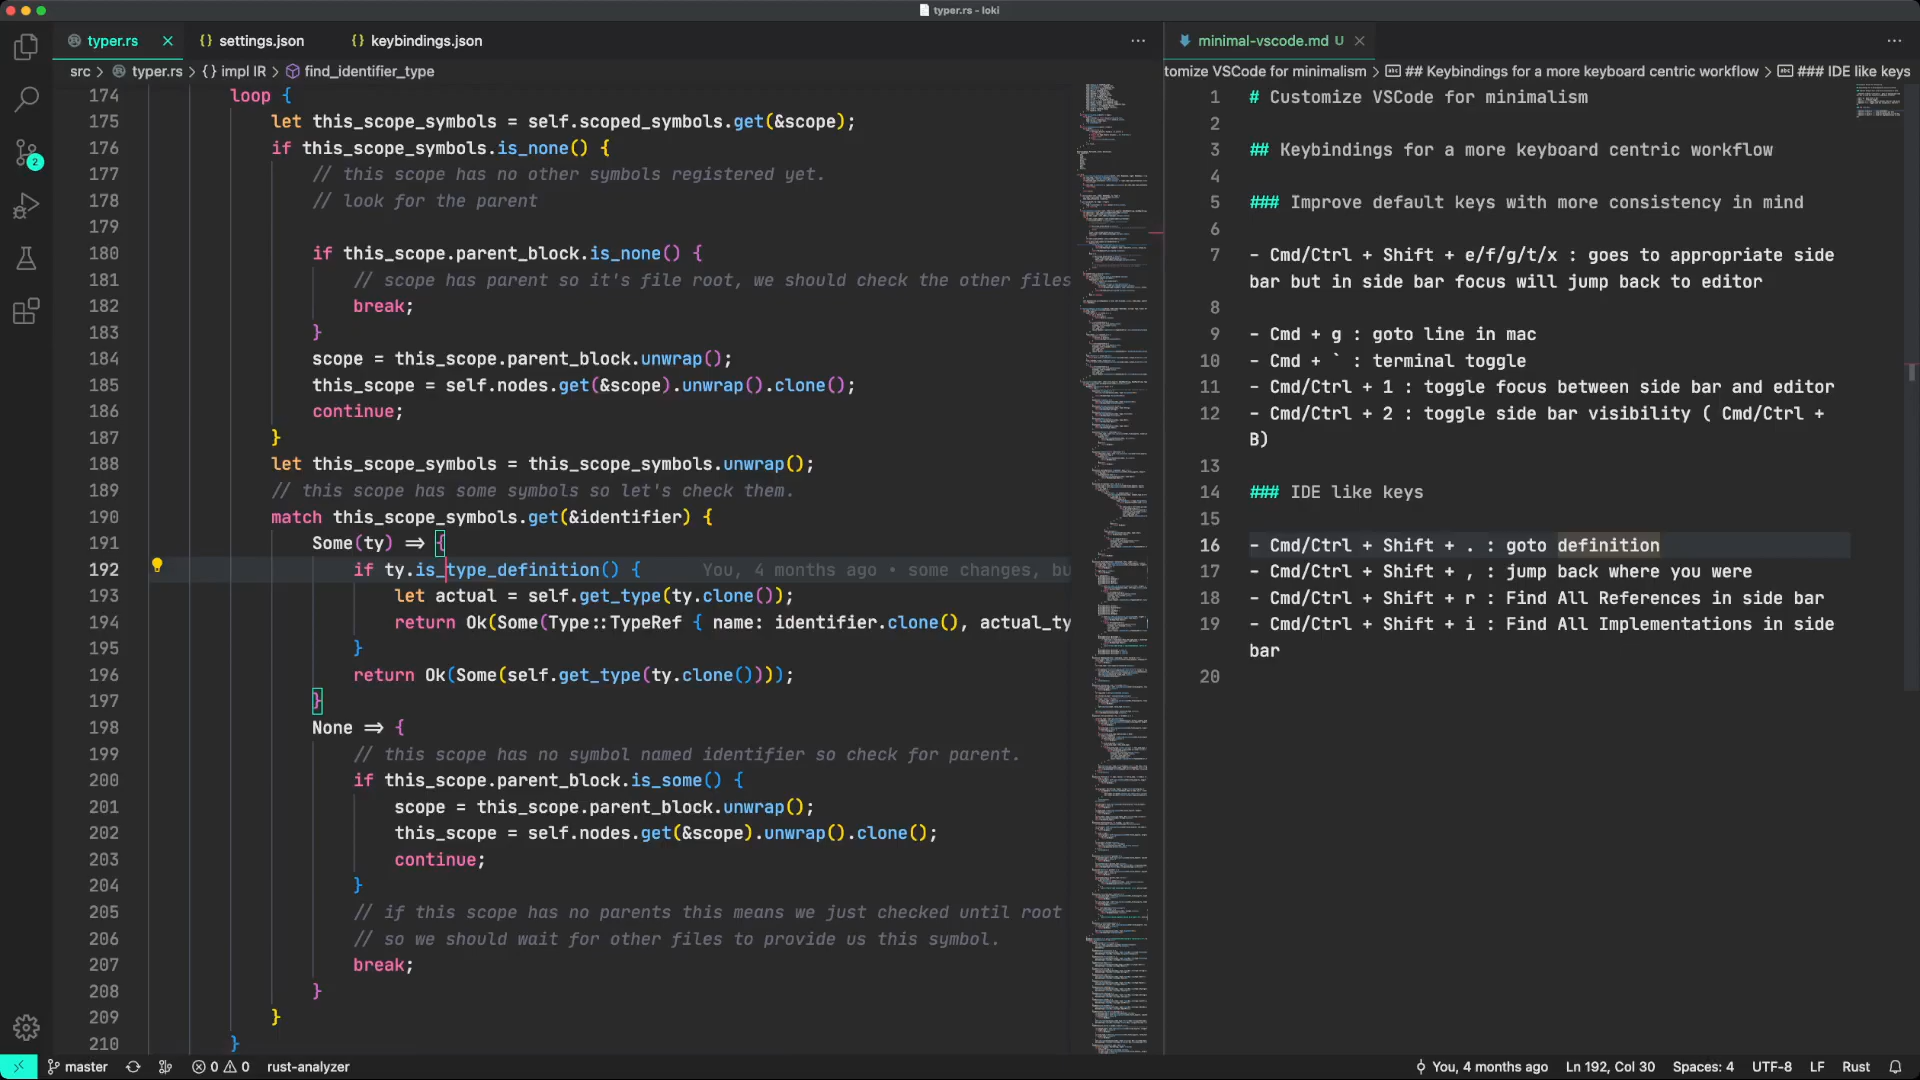 typer.rs - loki
typer.rs
{} settings.json
{} keybindings.json
···
minimal-vscode.md U
···
src > typer.rs > {} impl IR > find_identifier_type
tomize VSCode for minimalism > ## Keybindings for a more keyboard centric workflow > ### IDE like keys
174 loop {
175 let this_scope_symbols = self.scoped_symbols.get(&scope);
176 if this_scope_symbols.is_none() {
177 // this scope has no other symbols registered yet.
178 // look for the parent
179
180 if this_scope.parent_block.is_none() {
181 // scope has parent so it's file root, we should check the other files
182 break;
183 }
184 scope = this_scope.parent_block.unwrap();
185 this_scope = self.nodes.get(&scope).unwrap().clone();
186 continue;
187 }
188 let this_scope_symbols = this_scope_symbols.unwrap();
189 // this scope has some symbols so let's check them.
190 match this_scope_symbols.get(&identifier) {
191 Some(ty) => {
192 if ty.is_type_definition() { You, 4 months ago • some changes, bu
193 let actual = self.get_type(ty.clone());
194 return Ok(Some(Type::TypeRef { name: identifier.clone(), actual_ty
195 }
196 return Ok(Some(self.get_type(ty.clone())));
197 }
198 None => {
199 // this scope has no symbol named identifier so check for parent.
200 if this_scope.parent_block.is_some() {
201 scope = this_scope.parent_block.unwrap();
202 this_scope = self.nodes.get(&scope).unwrap().clone();
203 continue;
204 }
205 // if this scope has no parents this means we just checked until root
206 // so we should wait for other files to provide us this symbol.
207 break;
208 }
209 }
210 }
1 # Customize VSCode for minimalism
2
3 ## Keybindings for a more keyboard centric workflow
4
5 ### Improve default keys with more consistency in mind
6
7 - Cmd/Ctrl + Shift + e/f/g/t/x : goes to appropriate side
bar but in side bar focus will jump back to editor
8
9 - Cmd + g : goto line in mac
10 - Cmd + ` : terminal toggle
11 - Cmd/Ctrl + 1 : toggle focus between side bar and editor
12 - Cmd/Ctrl + 2 : toggle side bar visibility ( Cmd/Ctrl +
B)
13
14 ### IDE like keys
15
16 - Cmd/Ctrl + Shift + . : goto definition
17 - Cmd/Ctrl + Shift + , : jump back where you were
18 - Cmd/Ctrl + Shift + r : Find All References in side bar
19 - Cmd/Ctrl + Shift + i : Find All Implementations in side
bar
20
2
master
0 0
rust-analyzer
You, 4 months ago
Ln 192, Col 30
Spaces: 4
UTF-8
LF
Rust